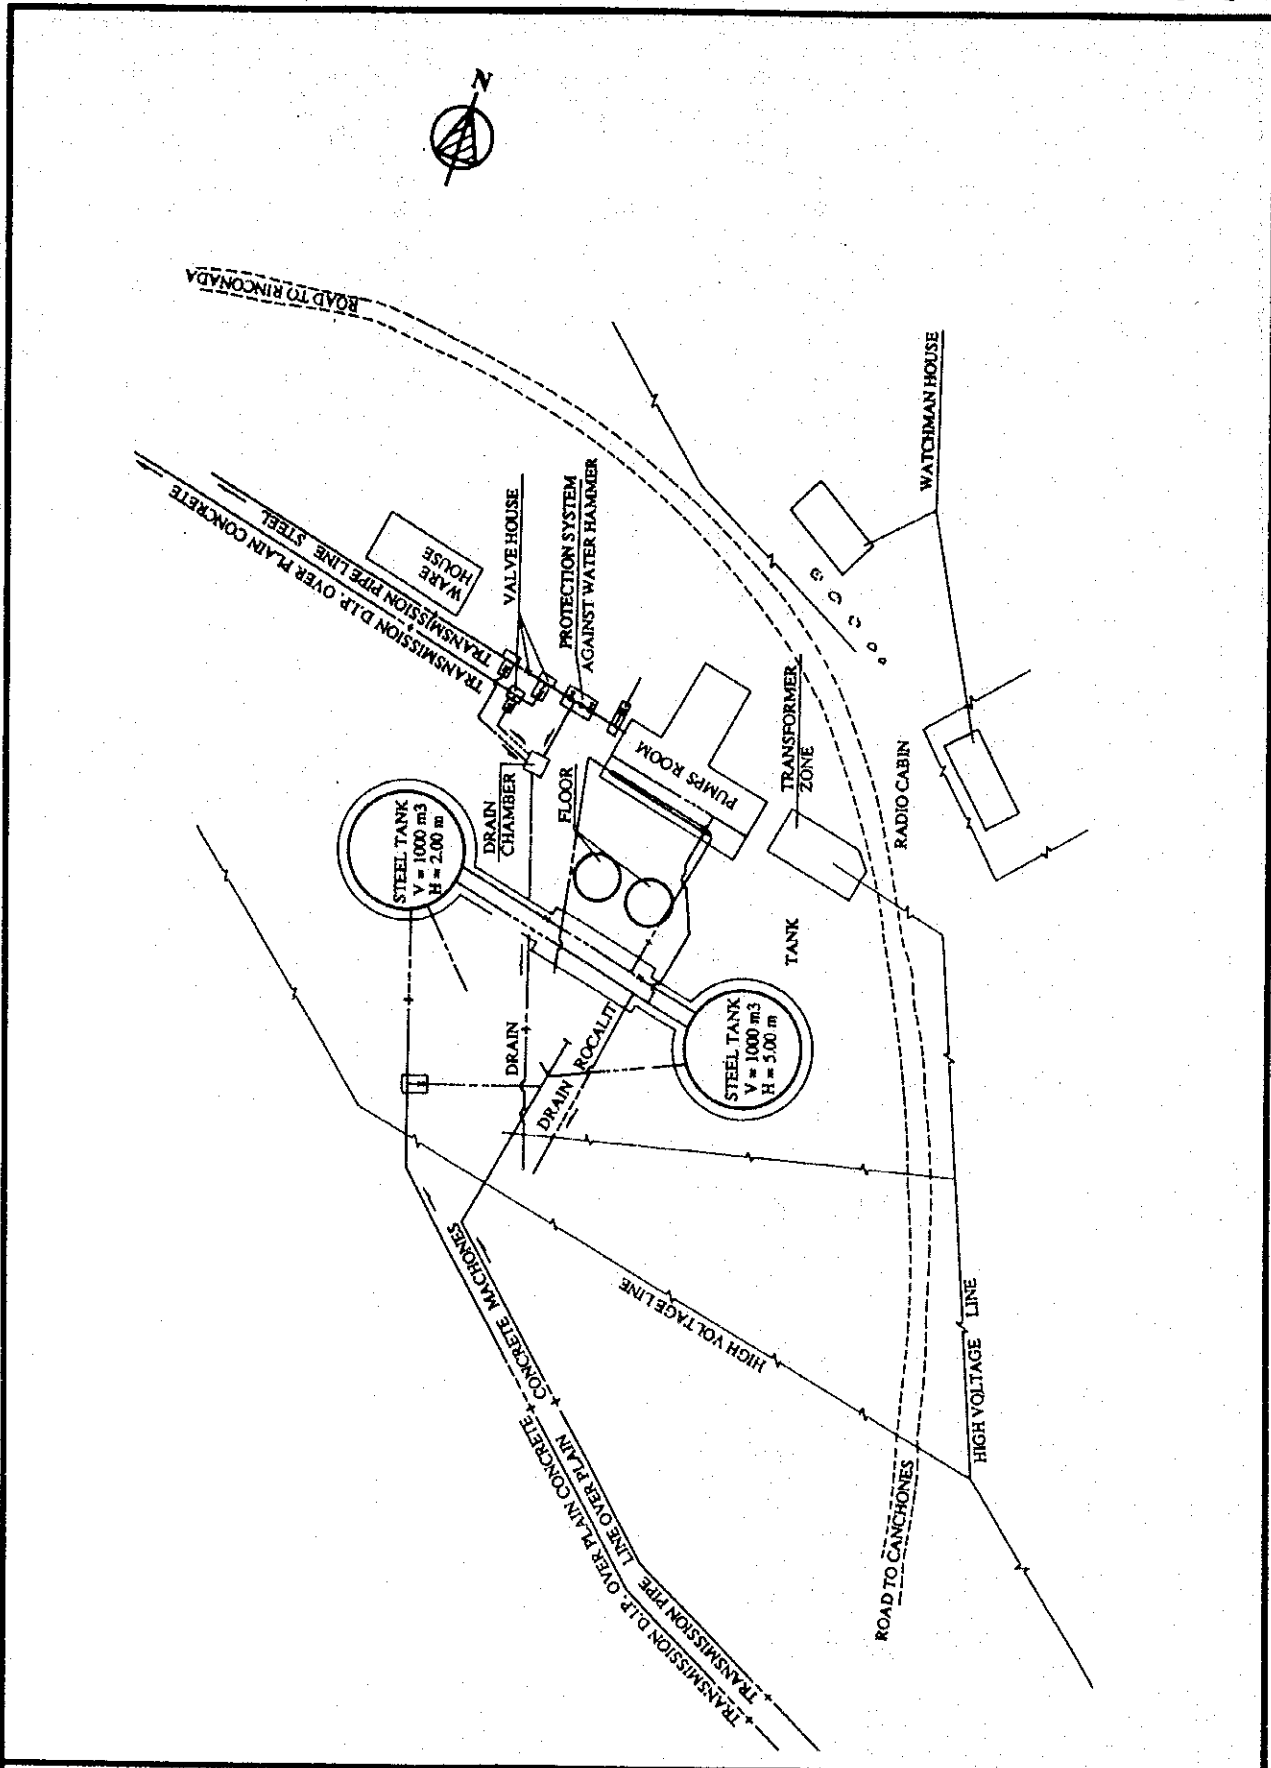 N
ROAD TO RINCONADA
WATCHMAN HOUSE
TRANSMISSION D.I.P. OVER PLAIN CONCRETE
TRANSMISSION PIPE LINE STEEL
WARE
HOUSE
VALVE HOUSE
PROTECTION SYSTEM
AGAINST WATER HAMMER
PUMPS ROOM
TRANSFORMER
ZONE
RADIO CABIN
STEEL TANK
V = 1000 m3
H = 2.00 m
DRAIN
CHAMBER
FLOOR
TANK
STEEL TANK
V = 1000 m3
H = 5.00 m
DRAIN
DRAIN ROCALIT
HIGH VOLTAGE LINE
HIGH VOLTAGE LINE
TRANSMISSION D.I.P. OVER PLAIN CONCRETE
TRANSMISSION PIPE LINE OVER PLAIN CONCRETE MACHONES
ROAD TO CANCHONES